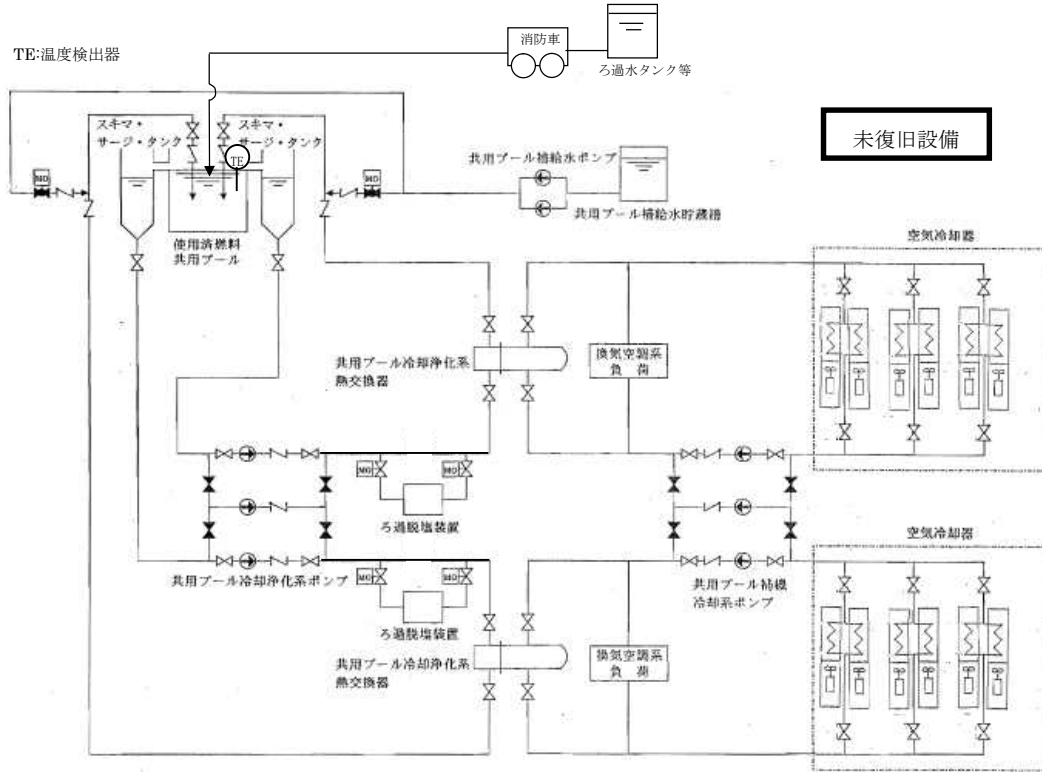 消防車
ろ過水タンク等
TE:温度検出器
未復旧設備
スキマ・
サージ・タンク
スキマ・
サージ・タンク
TE
MO
MO
共用プール補給水ポンプ
共用プール補給水貯蔵槽
使用済燃料
共用プール
空気冷却器
共用プール冷却浄化系
熱交換器
換気空調系
負荷
MO
MO
ろ過脱塩装置
空気冷却器
共用プール冷却浄化系ポンプ
MO
MO
共用プール補機
冷却系ポンプ
ろ過脱塩装置
共用プール冷却浄化系
熱交換器
換気空調系
負荷